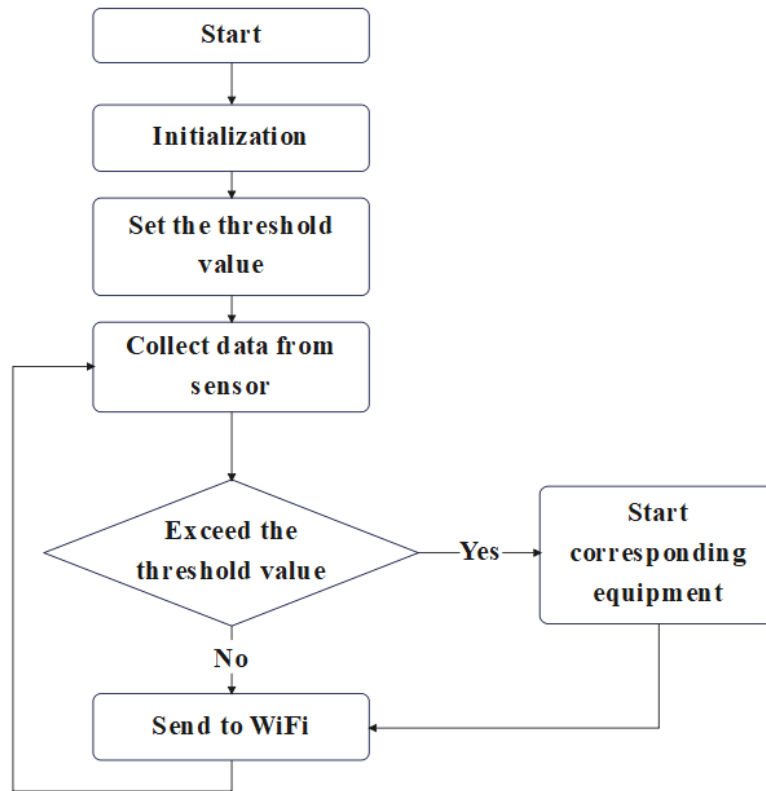 Start
Initialization
Set the threshold
value
Collect data from
sensor
Exceed the
threshold value
Yes
Start
corresponding
equipment
No
Send to WiFi